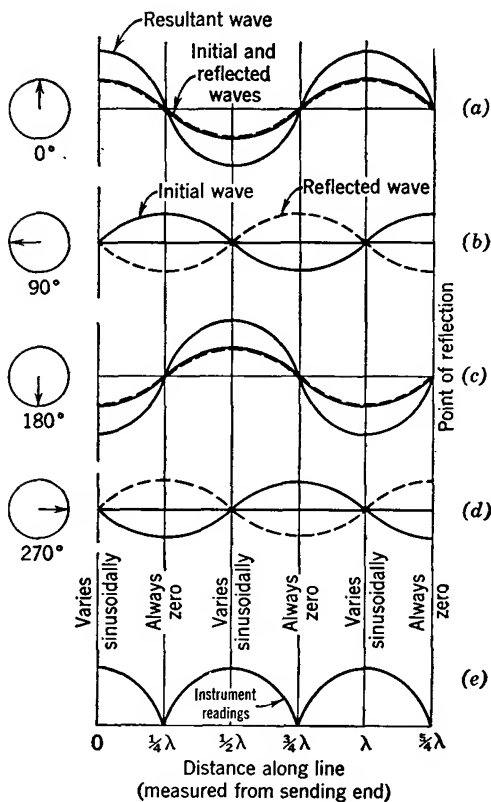 Resultant wave
Initial and
reflected
waves
(a)
0°
Initial wave
Reflected wave
(b)
90°
(c)
180°
Point of reflection
(d)
270°
Varies
sinusoidally
Always
zero
Varies
sinusoidally
Always
zero
Varies
sinusoidally
Always
zero
(e)
Instrument
readings
0 ¼λ ½λ ¾λ λ 5/4λ
Distance along line
(measured from sending end)